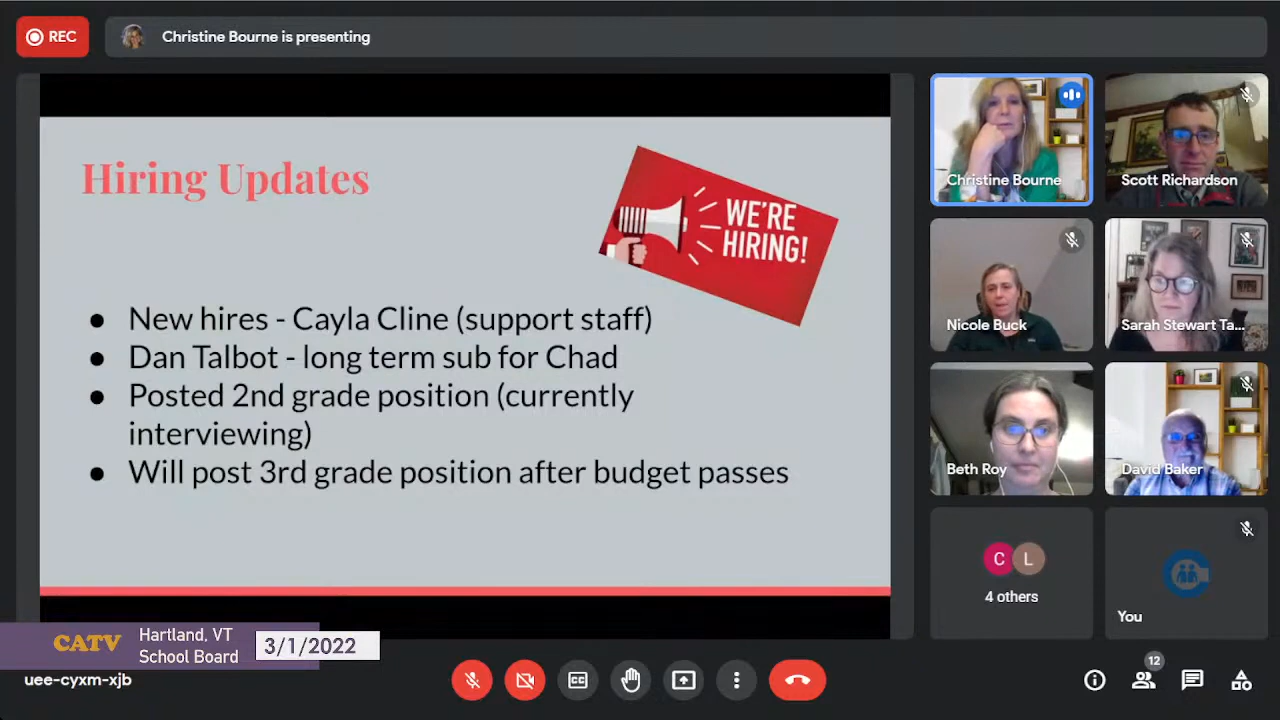 REC
Christine Bourne is presenting
Hiring Updates
WE'RE
HIRING!
● New hires - Cayla Cline (support staff)
● Dan Talbot - long term sub for Chad
● Posted 2nd grade position (currently
interviewing)
● Will post 3rd grade position after budget passes
Christine Bourne
Scott Richardson
Nicole Buck
Sarah Stewart Ta...
Beth Roy
David Baker
C L
4 others
You
CATV
Hartland, VT
School Board
3/1/2022
uee-cyxm-xjb
CC
12